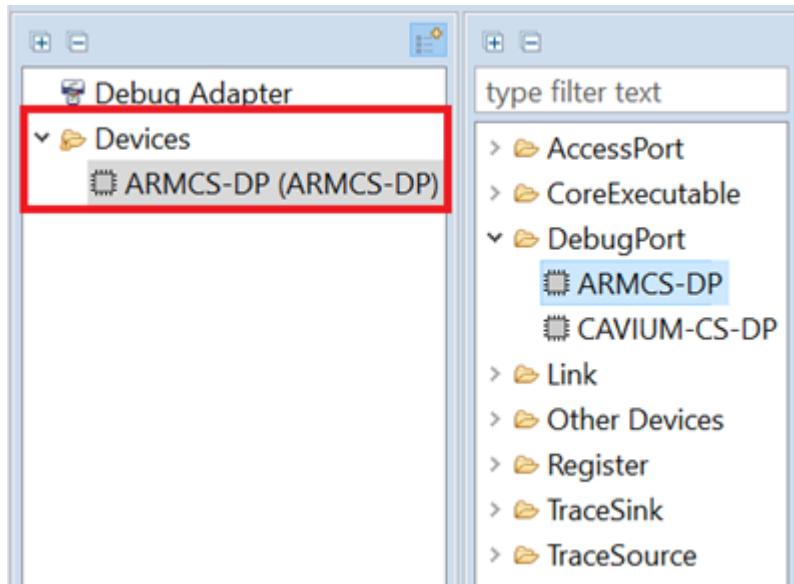 Debug Adapter
Devices
ARMCS-DP (ARMCS-DP)
type filter text
AccessPort
CoreExecutable
DebugPort
ARMCS-DP
CAVIUM-CS-DP
Link
Other Devices
Register
TraceSink
TraceSource